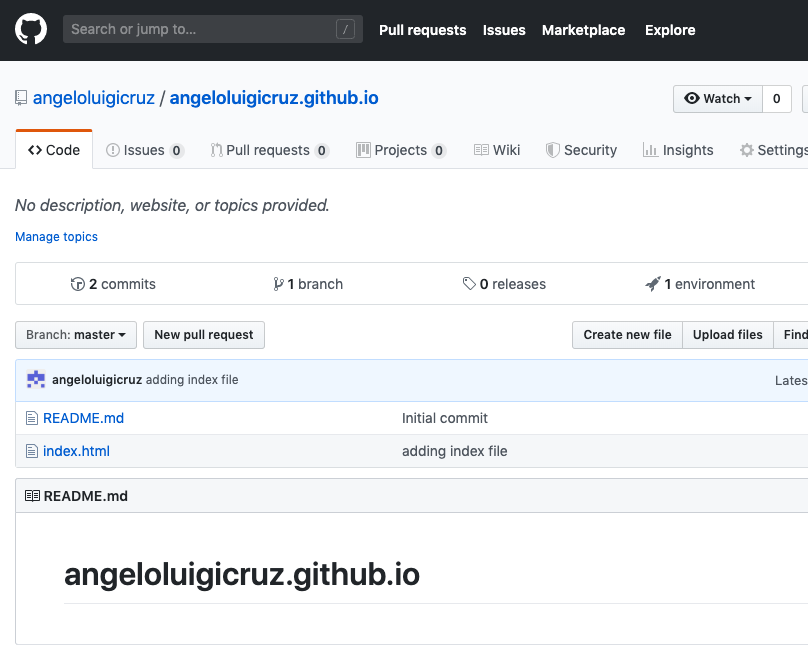 Search or jump to... /
Pull requests Issues Marketplace Explore
angeloluigicruz / angeloluigicruz.github.io
Watch 0
Code Issues 0 Pull requests 0 Projects 0 Wiki Security Insights Settings
No description, website, or topics provided.
Manage topics
2 commits 1 branch 0 releases 1 environment
Branch: master New pull request Create new file Upload files Find
angeloluigicruz adding index file Lates
README.md Initial commit
index.html adding index file
README.md
angeloluigicruz.github.io